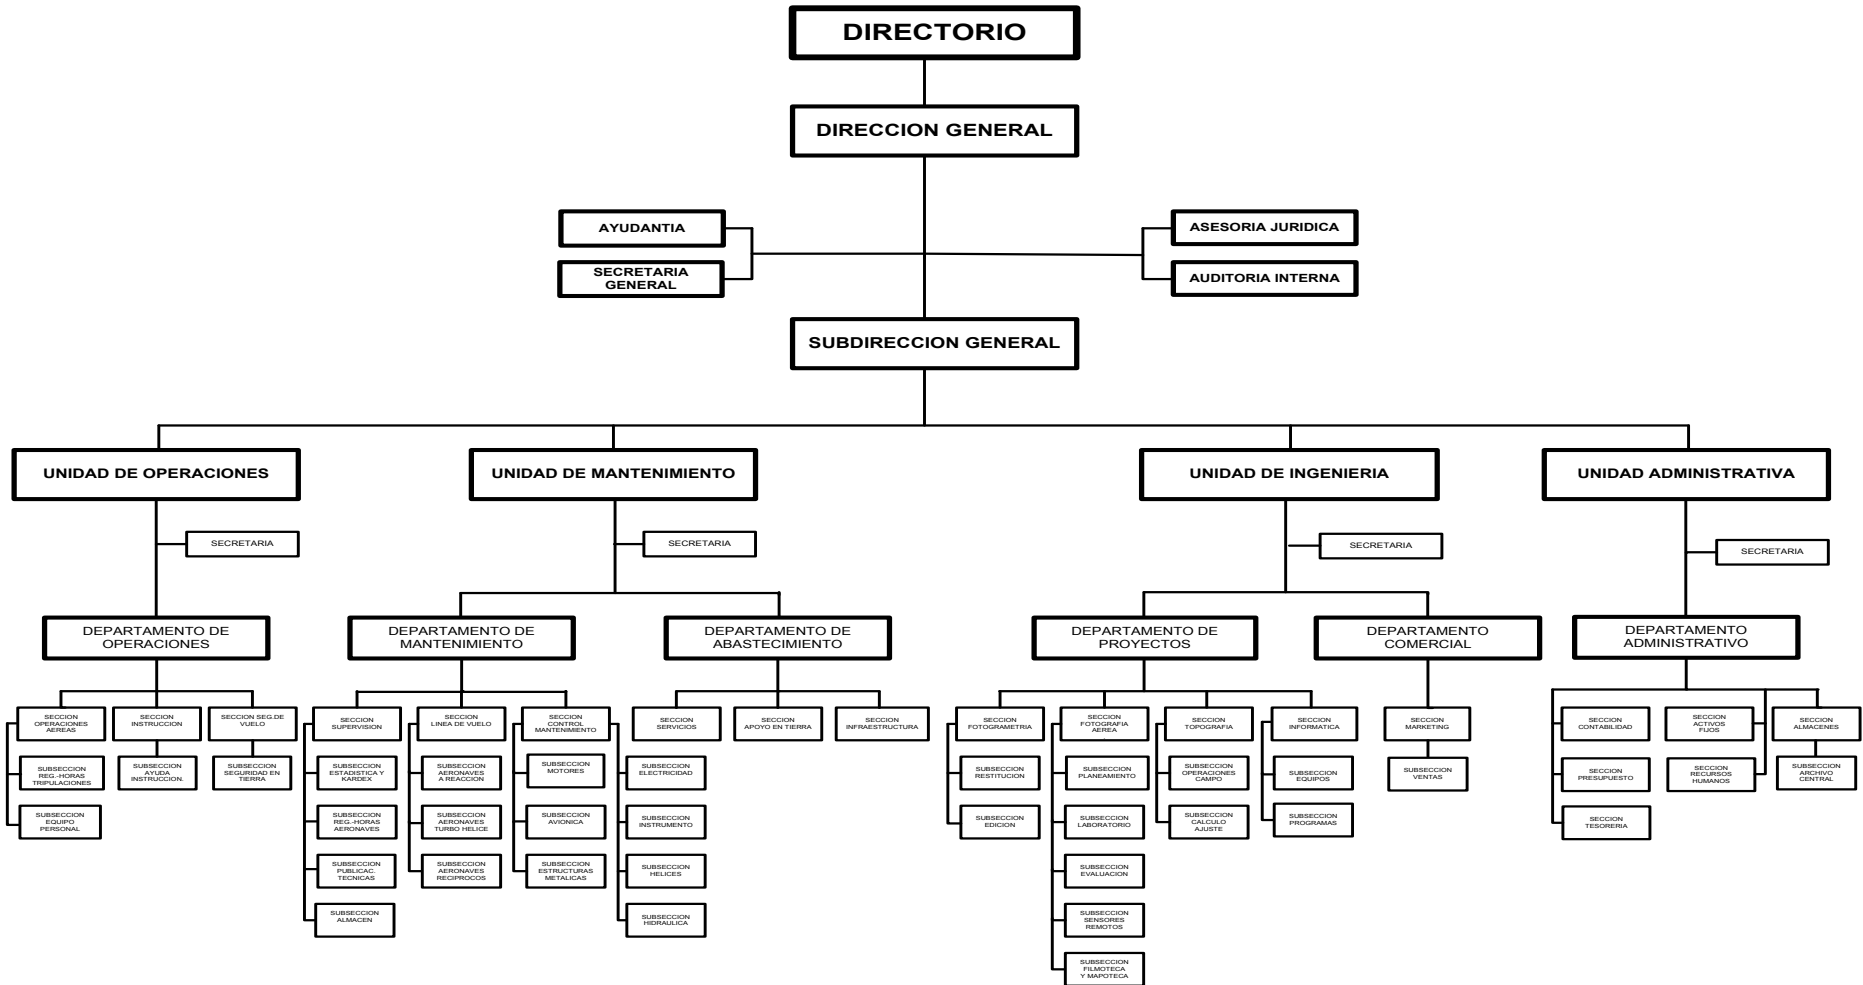 DIRECTORIO
DIRECCION GENERAL
AYUDANTIA
ASESORIA JURIDICA
SECRETARIA
GENERAL
AUDITORIA INTERNA
SUBDIRECCION GENERAL
UNIDAD DE OPERACIONES
UNIDAD DE MANTENIMIENTO
UNIDAD DE INGENIERIA
UNIDAD ADMINISTRATIVA
SECRETARIA
SECRETARIA
SECRETARIA
SECRETARIA
DEPARTAMENTO DE
OPERACIONES
DEPARTAMENTO DE
MANTENIMIENTO
DEPARTAMENTO DE
ABASTECIMIENTO
DEPARTAMENTO DE
PROYECTOS
DEPARTAMENTO
COMERCIAL
DEPARTAMENTO
ADMINISTRATIVO
SECCION
OPERACIONES
AEREAS
SECCION
INSTRUCCION
SECCION SEG.DE
VUELO
SECCION
SUPERVISION
SECCION
LINEA DE VUELO
SECCION
CONTROL
MANTENIMIENTO
SECCION
SERVICIOS
SECCION
APOYO EN TIERRA
SECCION
INFRAESTRUCTURA
SECCION
FOTOGRAMETRIA
SECCION
FOTOGRAFIA
AEREA
SECCION
TOPOGRAFIA
SECCION
INFORMATICA
SECCION
MARKETING
SECCION
CONTABILIDAD
SECCION
ACTIVOS
FIJOS
SECCION
ALMACENES
SUBSECCION
REG.-HORAS
TRIPULACIONES
SUBSECCION
AYUDA
INSTRUCCION.
SUBSECCION
SEGURIDAD EN
TIERRA
SUBSECCION
ESTADISTICA Y
KARDEX
SUBSECCION
AERONAVES
A REACCION
SUBSECCION
MOTORES
SUBSECCION
ELECTRICIDAD
SUBSECCION
RESTITUCION
SUBSECCION
PLANEAMIENTO
SUBSECCION
OPERACIONES
CAMPO
SUBSECCION
EQUIPOS
SUBSECCION
VENTAS
SECCION
PRESUPUESTO
SECCION
RECURSOS
HUMANOS
SUBSECCION
ARCHIVO
CENTRAL
SUBSECCION
EQUIPO
PERSONAL
SUBSECCION
REG.-HORAS
AERONAVES
SUBSECCION
AERONAVES
TURBO HELICE
SUBSECCION
AVIONICA
SUBSECCION
INSTRUMENTO
SUBSECCION
EDICION
SUBSECCION
LABORATORIO
SUBSECCION
CALCULO
AJUSTE
SUBSECCION
PROGRAMAS
SECCION
TESORERIA
SUBSECCION
PUBLICAC.
TECNICAS
SUBSECCION
AERONAVES
RECIPROCOS
SUBSECCION
ESTRUCTURAS
METALICAS
SUBSECCION
HELICES
SUBSECCION
EVALUACION
SUBSECCION
ALMACEN
SUBSECCION
HIDRAULICA
SUBSECCION
SENSORES
REMOTOS
SUBSECCION
FILMOTECA
Y MAPOTECA